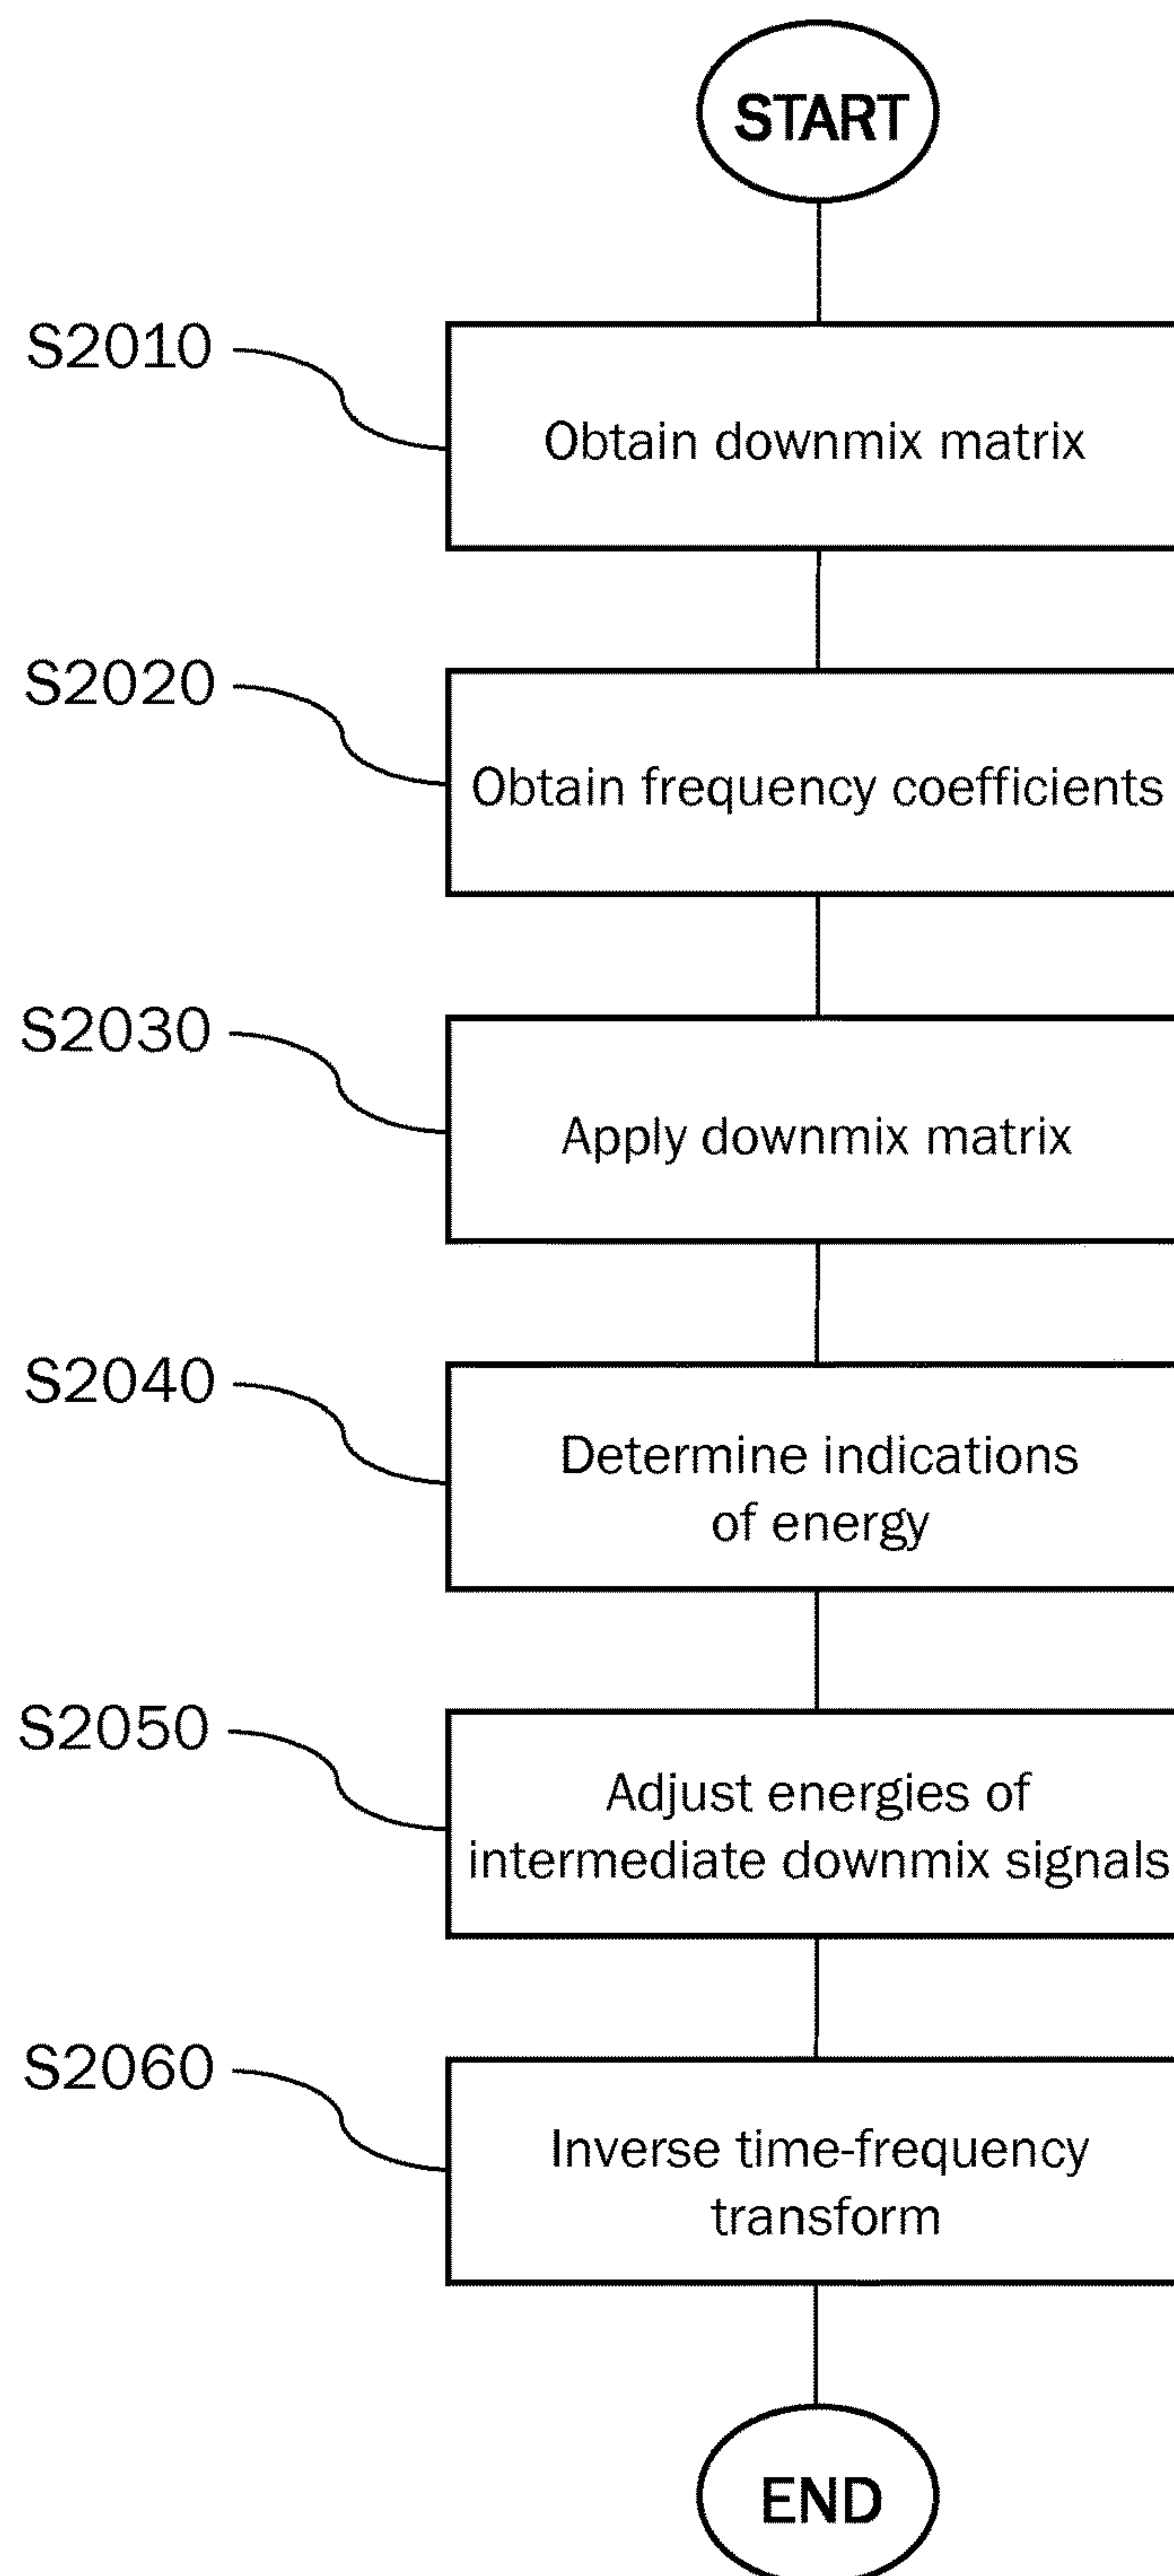 START
S2010
Obtain downmix matrix
S2020
Obtain frequency coefficients
S2030
Apply downmix matrix
S2040
Determine indications
of energy
S2050
Adjust energies of
intermediate downmix signals
S2060
Inverse time-frequency
transform
END